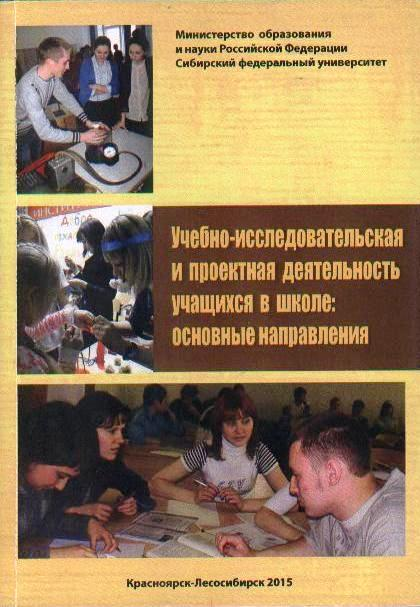 Министерство образования
и науки Российской Федерации
Сибирский федеральный университет
ИНСТИ
Учебно-исследовательская
и проектная деятельность
учащихся в школе:
основные направления
Красноярск-Лесосибирск 2015